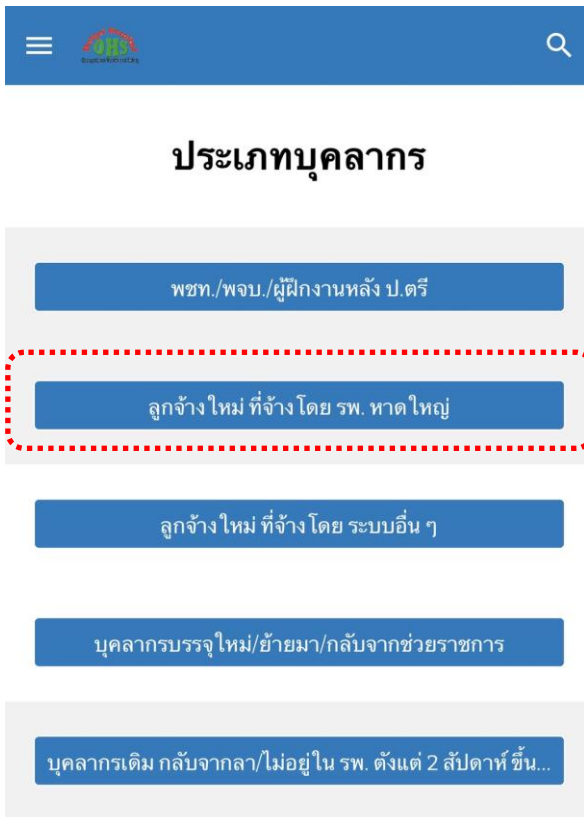 OHS
ประเภทบุคลากร
พชท./พจบ./ผู้ฝึกงานหลัง ป.ตรี
ลูกจ้างใหม่ ที่จ้างโดย รพ. หาดใหญ่
ลูกจ้างใหม่ ที่จ้างโดย ระบบอื่น ๆ
บุคลากรบรรจุใหม่/ย้ายมา/กลับจากช่วยราชการ
บุคลากรเดิม กลับจากลา/ไม่อยู่ใน รพ. ตั้งแต่ 2 สัปดาห์ ขึ้น...